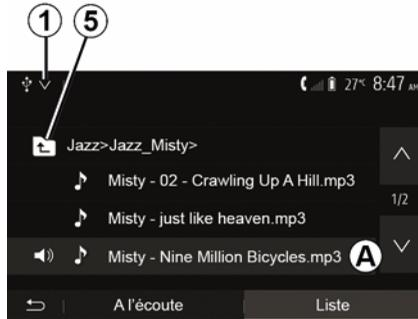 1 5
27°C 8:47 AM
Jazz>Jazz_Misty>
Misty - 02 - Crawling Up A Hill.mp3
1/2
Misty - just like heaven.mp3
Misty - Nine Million Bicycles.mp3 A
A l'écoute Liste